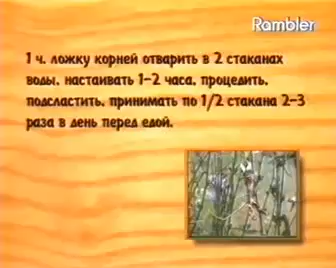 Rambler
1 ч. ложку корней отварить в 2 стаканах
воды, настаивать 1-2 часа, процедить,
подсластить, принимать по 1/2 стакана 2-3
раза в день перед едой.